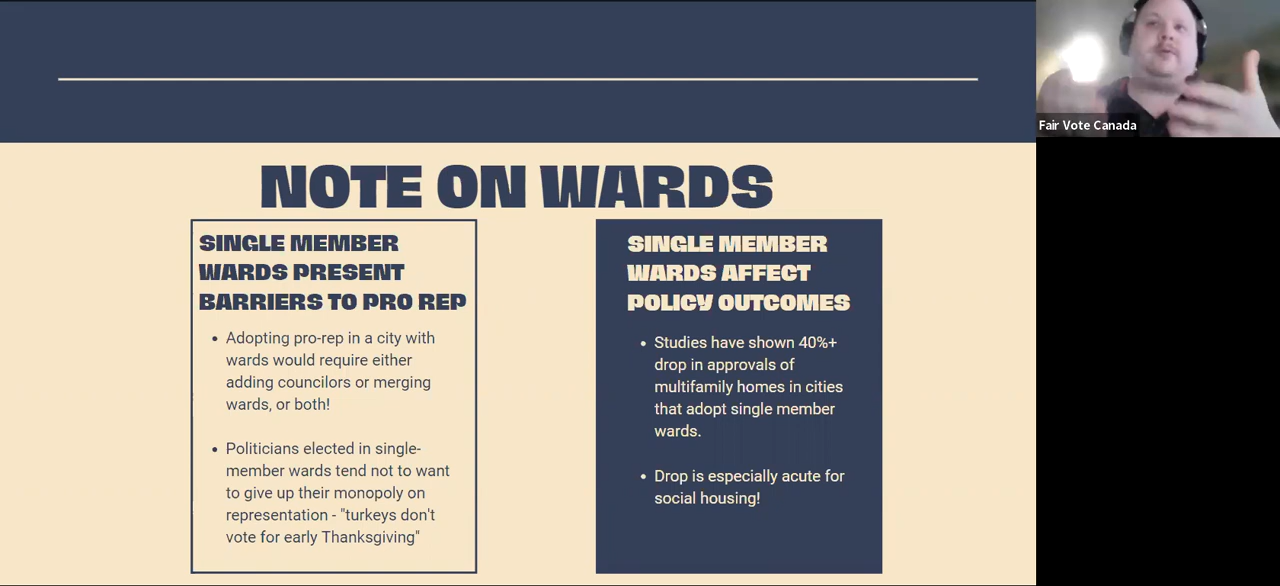 Fair Vote Canada
NOTE ON WARDS
SINGLE MEMBER
WARDS PRESENT
BARRIERS TO PRO REP
• Adopting pro-rep in a city with
wards would require either
adding councilors or merging
wards, or both!
• Politicians elected in single-
member wards tend not to want
to give up their monopoly on
representation - "turkeys don't
vote for early Thanksgiving"
SINGLE MEMBER
WARDS AFFECT
POLICY OUTCOMES
• Studies have shown 40%+
drop in approvals of
multifamily homes in cities
that adopt single member
wards.
• Drop is especially acute for
social housing!